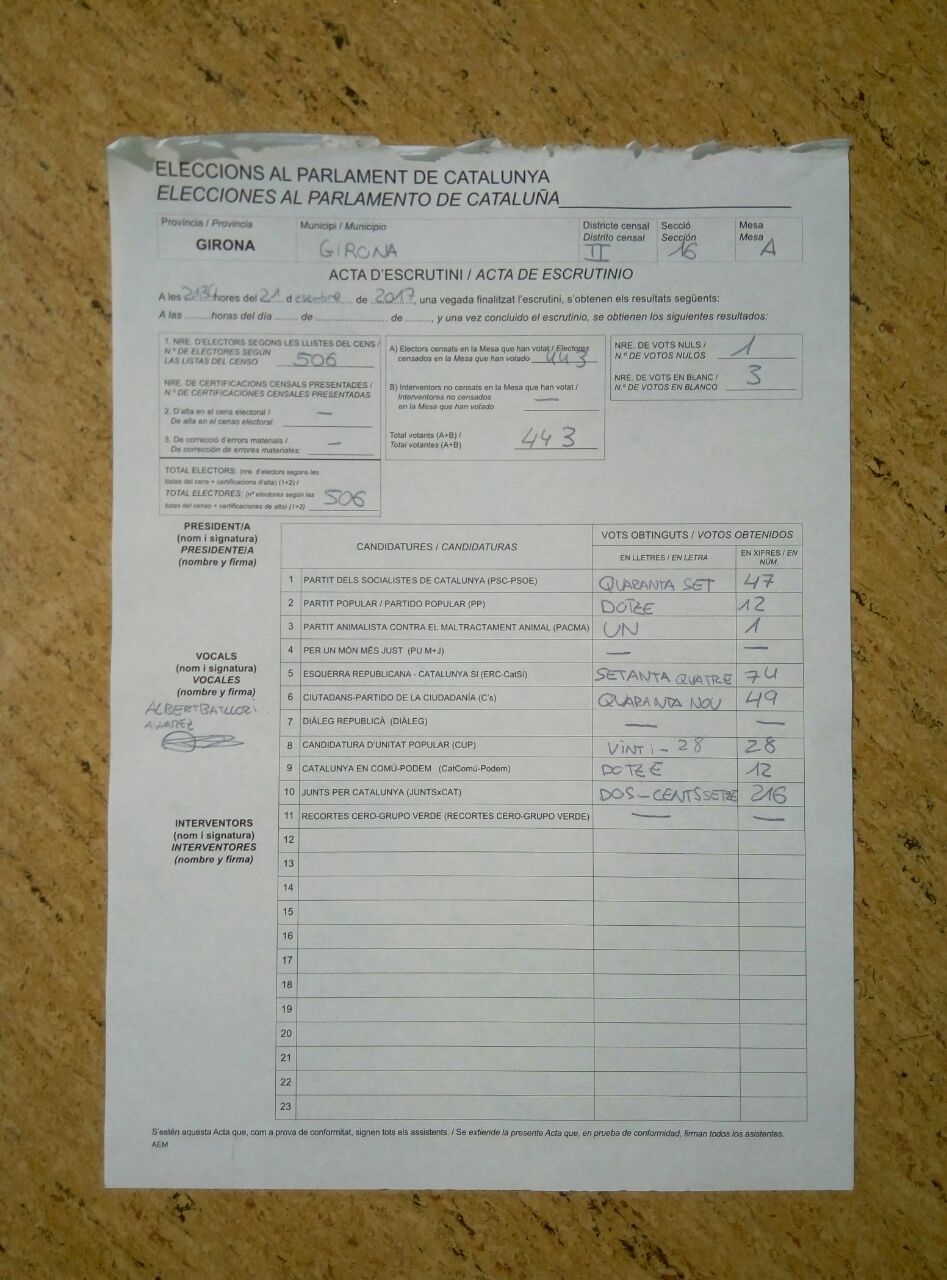 ELECCIONS AL PARLAMENT DE CATALUNYA
ELECCIONES AL PARLAMENTO DE CATALUÑA
Província / Provincia
GIRONA
Municipi / Municipio
GIRONA
Districte censal
Distrito censal
II
Secció
Sección
16
Mesa
Mesa
A
ACTA D'ESCRUTINI / ACTA DE ESCRUTINIO
A les 2134 hores del 21 d esembre de 2017, una vegada finalitzat l'escrutini, s'obtenen els resultats següents:
A las ......... horas del día ....... de ........................ de ........, y una vez concluido el escrutinio, se obtienen los siguientes resultados:
1. NRE. D'ELECTORS SEGONS LES LLISTES DEL CENS /
N.º DE ELECTORES SEGÚN
LAS LISTAS DEL CENSO 506
NRE. DE CERTIFICACIONS CENSALS PRESENTADES /
N.º DE CERTIFICACIONES CENSALES PRESENTADAS
2. D'alta en el cens electoral /
De alta en el censo electoral: —
3. De correcció d'errors materials /
De corrección de errores materiales: —
TOTAL ELECTORS: (nre. d'electors segons les
llistes del cens + certificacions d'alta) (1+2) /
TOTAL ELECTORES: (nº electores según las
listas del censo + certificaciones de alta) (1+2) 506
A) Electors censats en la Mesa que han votat / Electores
censados en la Mesa que han votado 443
B) Interventors no censats en la Mesa que han votat /
Interventores no censados
en la Mesa que han votado —
Total votants (A+B) /
Total votantes (A+B) 443
NRE. DE VOTS NULS /
N.º DE VOTOS NULOS 1
NRE. DE VOTS EN BLANC /
N.º DE VOTOS EN BLANCO 3
PRESIDENT/A
(nom i signatura)
PRESIDENTE/A
(nombre y firma)
VOCALS
(nom i signatura)
VOCALES
(nombre y firma)
ALBERT BATLLORI
ALVAREZ
INTERVENTORS
(nom i signatura)
INTERVENTORES
(nombre y firma)
CANDIDATURES / CANDIDATURAS
VOTS OBTINGUTS / VOTOS OBTENIDOS
EN LLETRES / EN LETRA
EN XIFRES / EN NÚM.
1 PARTIT DELS SOCIALISTES DE CATALUNYA (PSC-PSOE) QUARANTA SET 47
2 PARTIT POPULAR / PARTIDO POPULAR (PP) DOTZE 12
3 PARTIT ANIMALISTA CONTRA EL MALTRACTAMENT ANIMAL (PACMA) UN 1
4 PER UN MÓN MÉS JUST (PU M+J) — —
5 ESQUERRA REPUBLICANA - CATALUNYA SI (ERC-CatSI) SETANTA QUATRE 74
6 CIUTADANS-PARTIDO DE LA CIUDADANÍA (C's) QUARANTA NOU 49
7 DIÀLEG REPUBLICÀ (DIÀLEG) — —
8 CANDIDATURA D'UNITAT POPULAR (CUP) VINT i - 28 28
9 CATALUNYA EN COMÚ-PODEM (CatComú-Podem) DOTZE 12
10 JUNTS PER CATALUNYA (JUNTSxCAT) DOS-CENTSSETZE 216
11 RECORTES CERO-GRUPO VERDE (RECORTES CERO-GRUPO VERDE) — —
12
13
14
15
16
17
18
19
20
21
22
23
S'estén aquesta Acta que, com a prova de conformitat, signen tots els assistents. / Se extiende la presente Acta que, en prueba de conformidad, firman todos los asistentes.
AEM